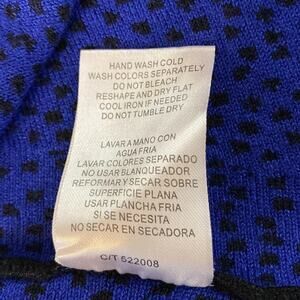 HAND WASH COLD
WASH COLORS SEPARATELY
DO NOT BLEACH
RESHAPE AND DRY FLAT
COOL IRON IF NEEDED
DO NOT TUMBLE DRY
LAVAR A MANO CON
AGUA FRIA
LAVAR COLORES SEPARADO
NO USAR BLANQUEADOR
REFORMAR Y SECAR SOBRE
SUPERFICIE PLANA
USAR PLANCHA FRIA
SI SE NECESITA
NO SECAR EN SECADORA
C/T 522008